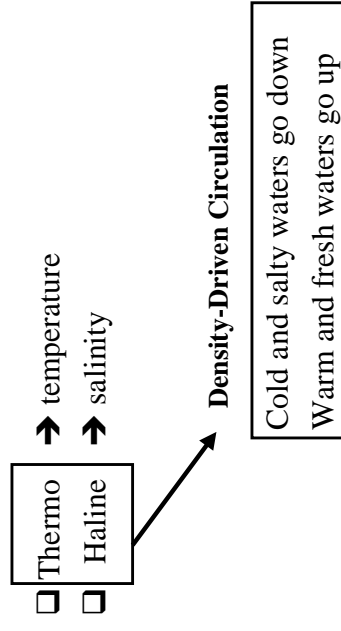 ❑ Thermo ➔ temperature
❑ Haline ➔ salinity
Density-Driven Circulation
Cold and salty waters go down
Warm and fresh waters go up